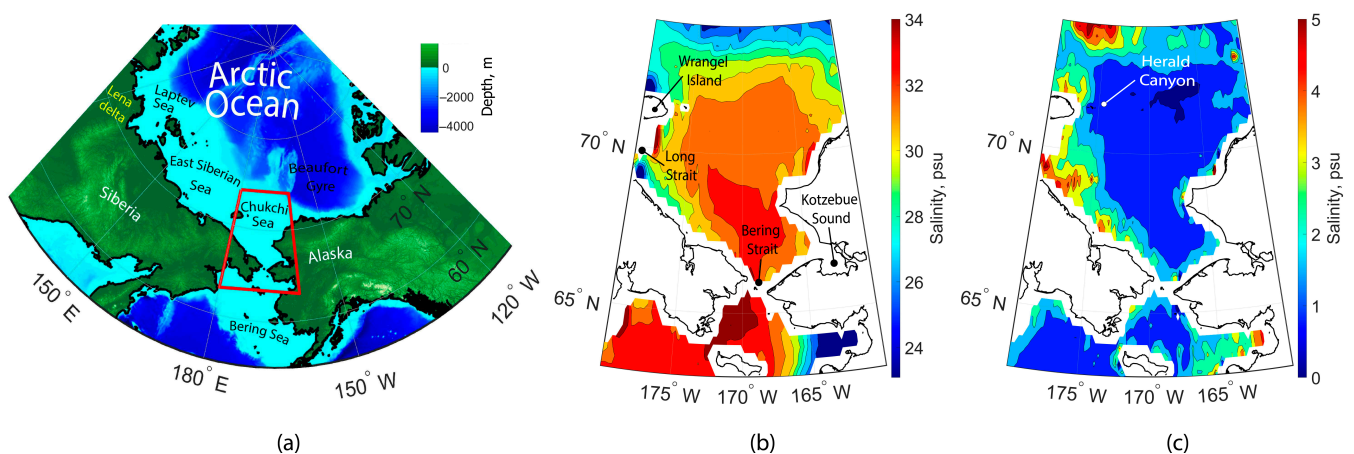 Arctic
Ocean
Lena
delta
Laptev
Sea
East Siberian
Sea
Beaufort
Gyre
Siberia
Chukchi
Sea
Alaska
Bering Sea
70° N
60° N
150° E
180° E
150° W
120° W
0
−2000
−4000
Depth, m
(a)
Wrangel
Island
Long
Strait
Bering
Strait
Kotzebue
Sound
70° N
65° N
175° W
170° W
165° W
34
32
30
28
26
24
Salinity, psu
(b)
Herald
Canyon
70° N
65° N
175° W
170° W
165° W
5
4
3
2
1
0
Salinity, psu
(c)